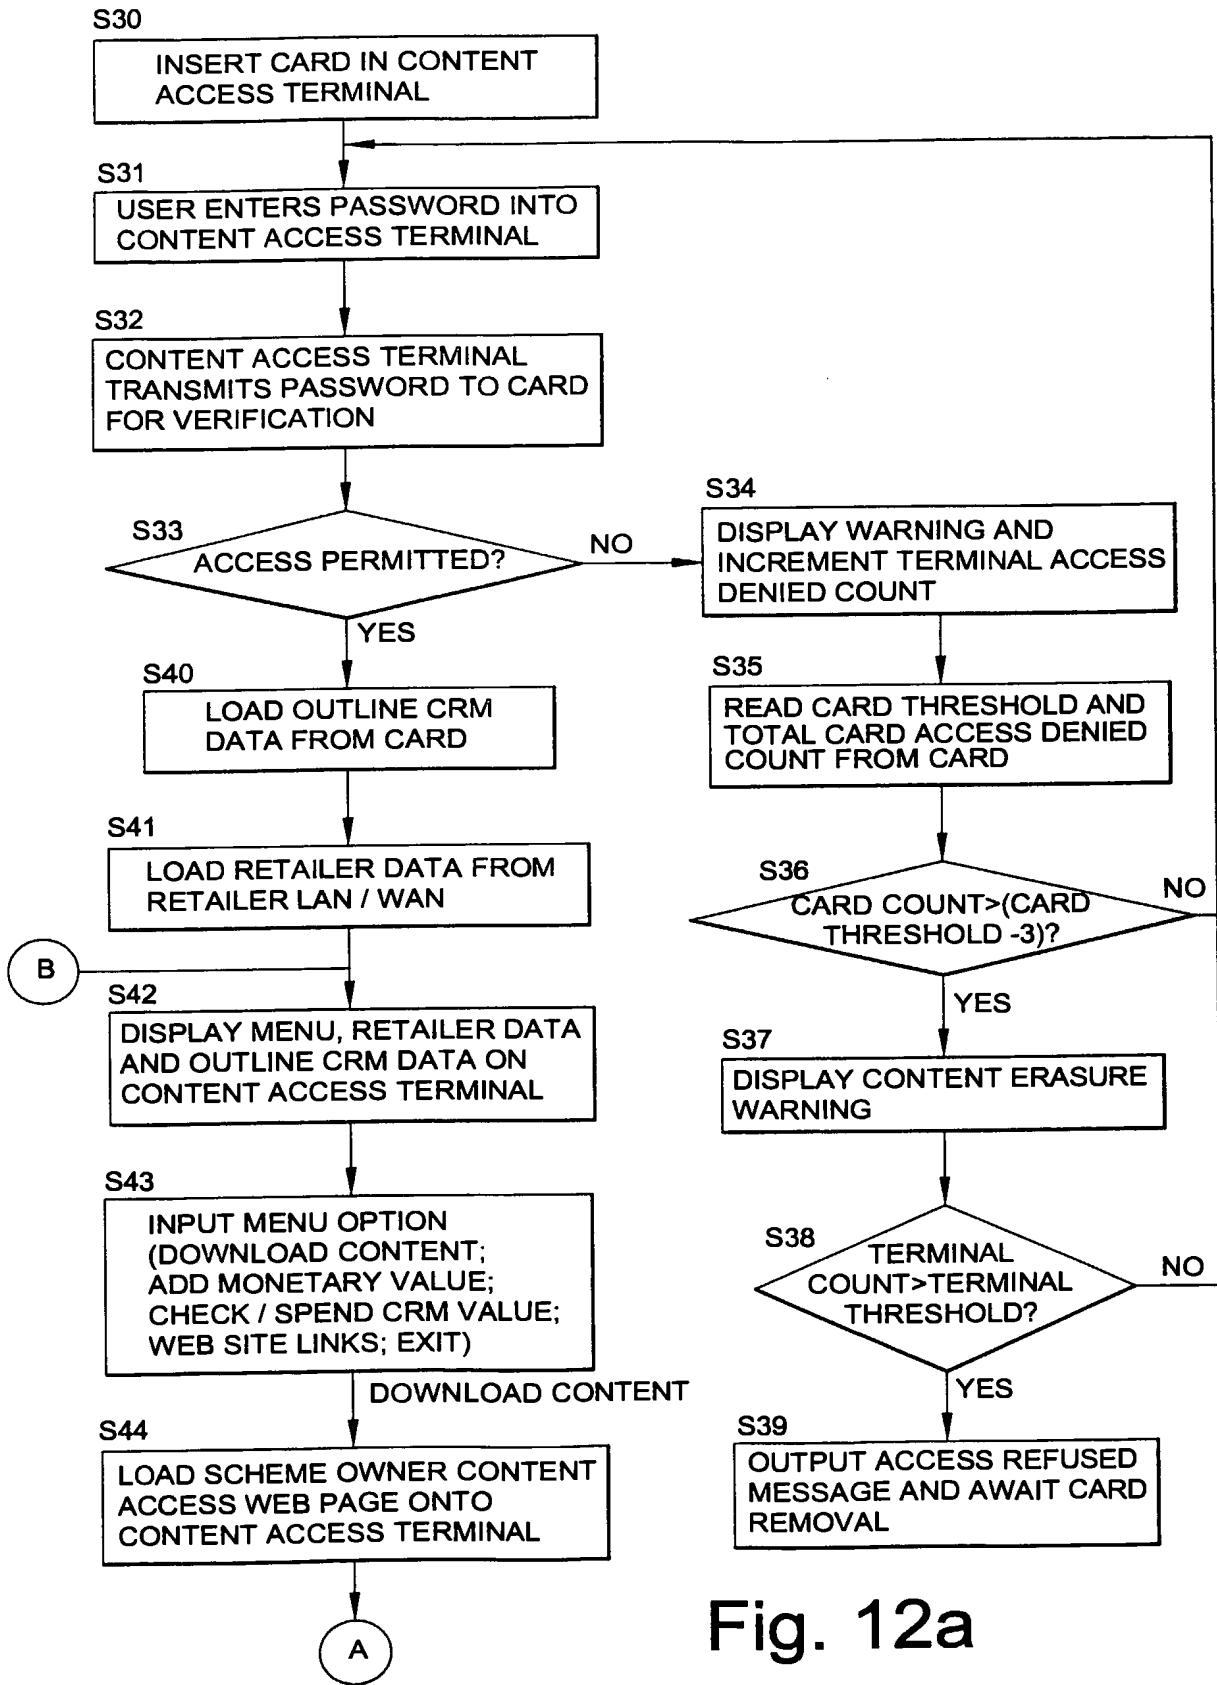 S30
INSERT CARD IN CONTENT
ACCESS TERMINAL
S31
USER ENTERS PASSWORD INTO
CONTENT ACCESS TERMINAL
S32
CONTENT ACCESS TERMINAL
TRANSMITS PASSWORD TO CARD
FOR VERIFICATION
S33
ACCESS PERMITTED?
NO
YES
S34
DISPLAY WARNING AND
INCREMENT TERMINAL ACCESS
DENIED COUNT
S35
READ CARD THRESHOLD AND
TOTAL CARD ACCESS DENIED
COUNT FROM CARD
S36
CARD COUNT>(CARD
THRESHOLD -3)?
NO
YES
S37
DISPLAY CONTENT ERASURE
WARNING
S38
TERMINAL
COUNT>TERMINAL
THRESHOLD?
NO
YES
S39
OUTPUT ACCESS REFUSED
MESSAGE AND AWAIT CARD
REMOVAL
S40
LOAD OUTLINE CRM
DATA FROM CARD
S41
LOAD RETAILER DATA FROM
RETAILER LAN / WAN
B
S42
DISPLAY MENU, RETAILER DATA
AND OUTLINE CRM DATA ON
CONTENT ACCESS TERMINAL
S43
INPUT MENU OPTION
(DOWNLOAD CONTENT;
ADD MONETARY VALUE;
CHECK / SPEND CRM VALUE;
WEB SITE LINKS; EXIT)
DOWNLOAD CONTENT
S44
LOAD SCHEME OWNER CONTENT
ACCESS WEB PAGE ONTO
CONTENT ACCESS TERMINAL
A
Fig. 12a